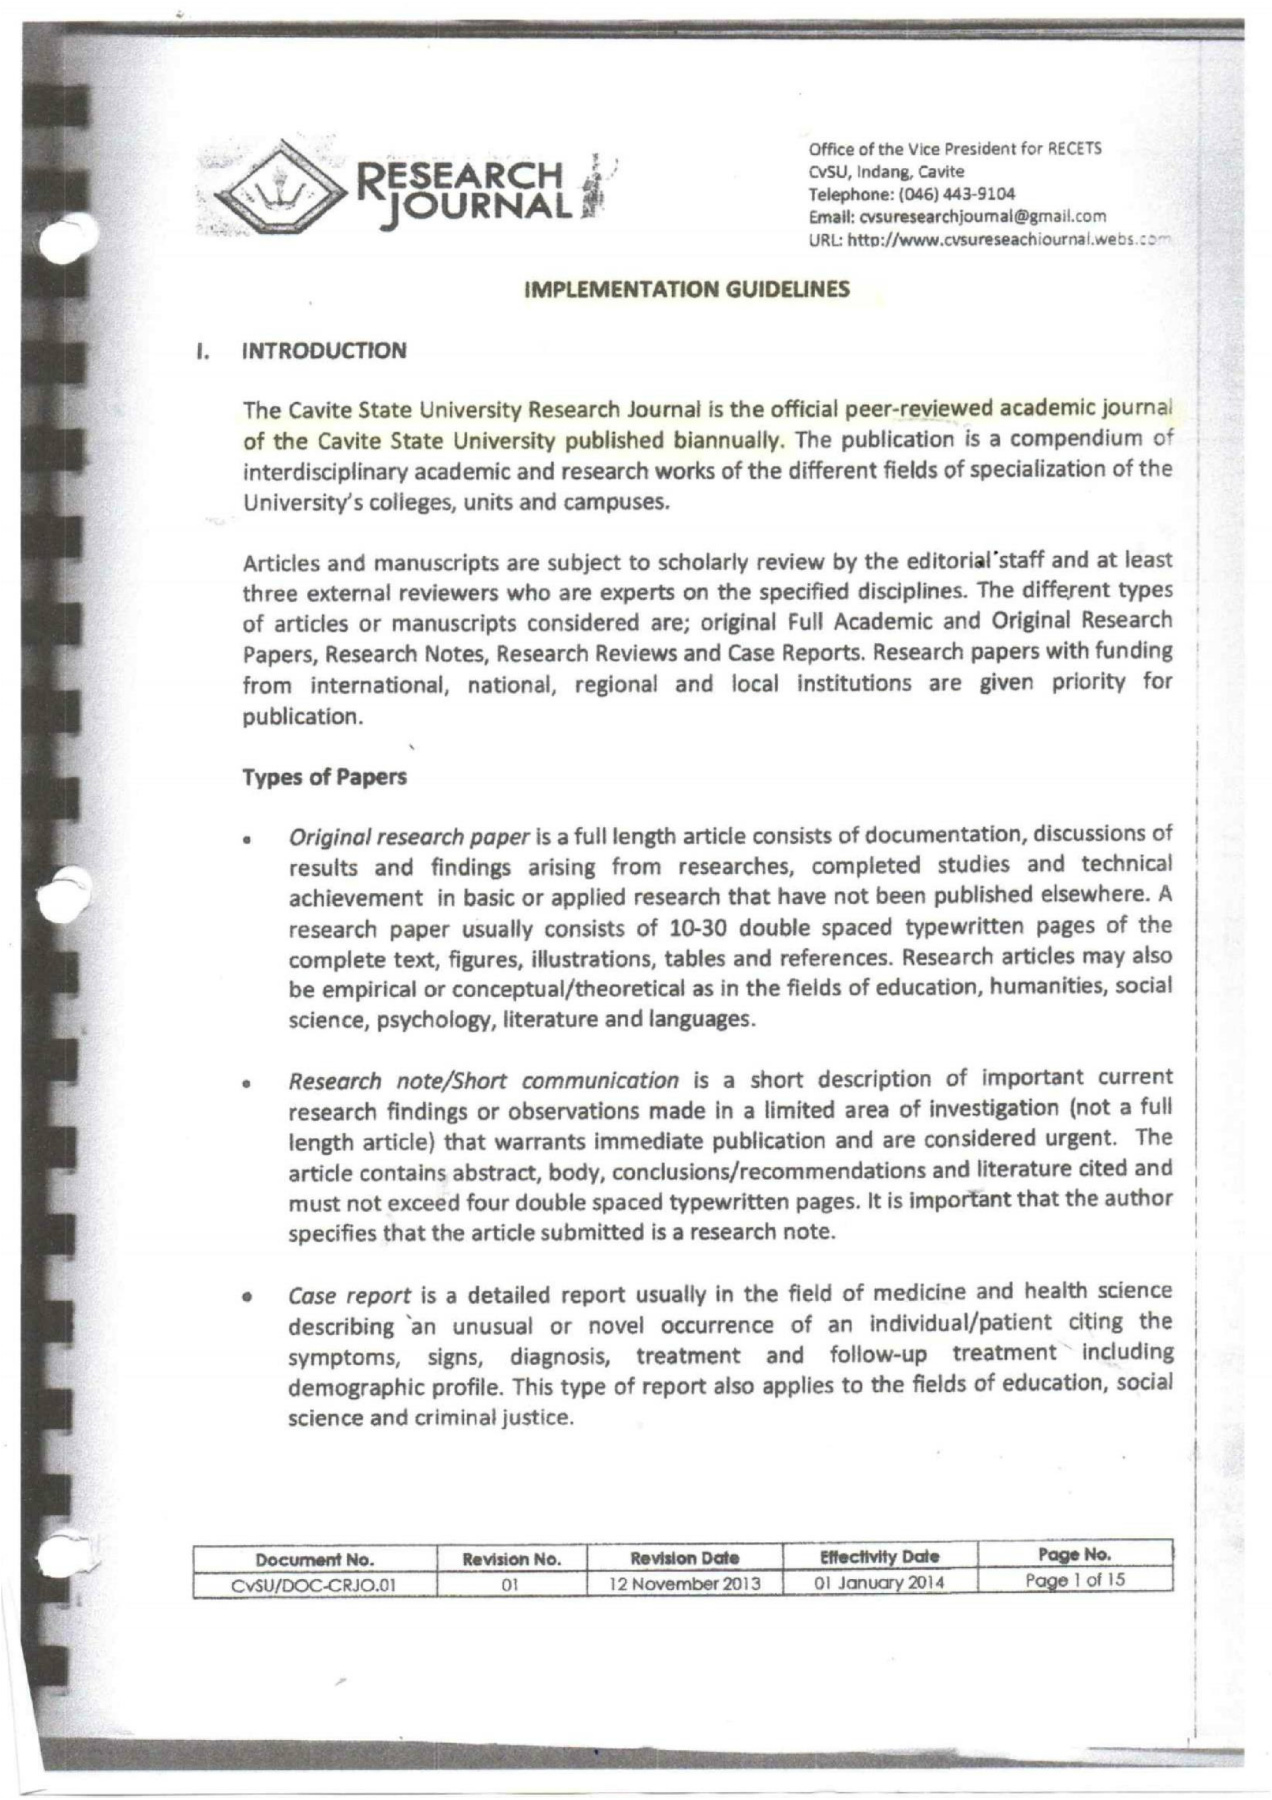 RESEARCH
JOURNAL
Office of the Vice President for RECETS
CvSU, Indang, Cavite
Telephone: (046) 443-9104
Email: cvsuresearchjournal@gmail.com
URL: http://www.cvsureseachjournal.webs.com
IMPLEMENTATION GUIDELINES
I. INTRODUCTION
The Cavite State University Research Journal is the official peer-reviewed academic journal
of the Cavite State University published biannually. The publication is a compendium of
interdisciplinary academic and research works of the different fields of specialization of the
University's colleges, units and campuses.
Articles and manuscripts are subject to scholarly review by the editorial staff and at least
three external reviewers who are experts on the specified disciplines. The different types
of articles or manuscripts considered are; original Full Academic and Original Research
Papers, Research Notes, Research Reviews and Case Reports. Research papers with funding
from international, national, regional and local institutions are given priority for
publication.
Types of Papers
• Original research paper is a full length article consists of documentation, discussions of
results and findings arising from researches, completed studies and technical
achievement in basic or applied research that have not been published elsewhere. A
research paper usually consists of 10-30 double spaced typewritten pages of the
complete text, figures, illustrations, tables and references. Research articles may also
be empirical or conceptual/theoretical as in the fields of education, humanities, social
science, psychology, literature and languages.
• Research note/Short communication is a short description of important current
research findings or observations made in a limited area of investigation (not a full
length article) that warrants immediate publication and are considered urgent. The
article contains abstract, body, conclusions/recommendations and literature cited and
must not exceed four double spaced typewritten pages. It is important that the author
specifies that the article submitted is a research note.
• Case report is a detailed report usually in the field of medicine and health science
describing an unusual or novel occurrence of an individual/patient citing the
symptoms, signs, diagnosis, treatment and follow-up treatment including
demographic profile. This type of report also applies to the fields of education, social
science and criminal justice.
Document No. Revision No. Revision Date Effectivity Date Page No.
CvSU/DOC-CRJO.01 01 12 November 2013 01 January 2014 Page 1 of 15